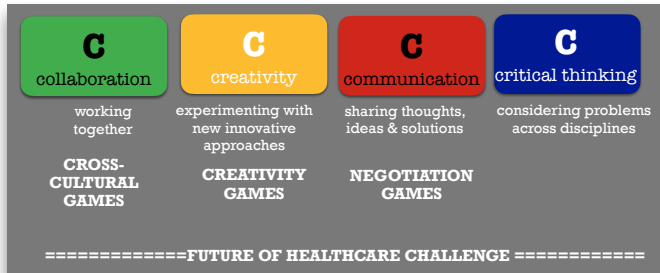 C
collaboration
working
together
CROSS-
CULTURAL
GAMES
C
creativity
experimenting with
new innovative
approaches
CREATIVITY
GAMES
C
communication
sharing thoughts,
ideas & solutions
NEGOTIATION
GAMES
C
critical thinking
considering problems
across disciplines
=============FUTURE OF HEALTHCARE CHALLENGE ============